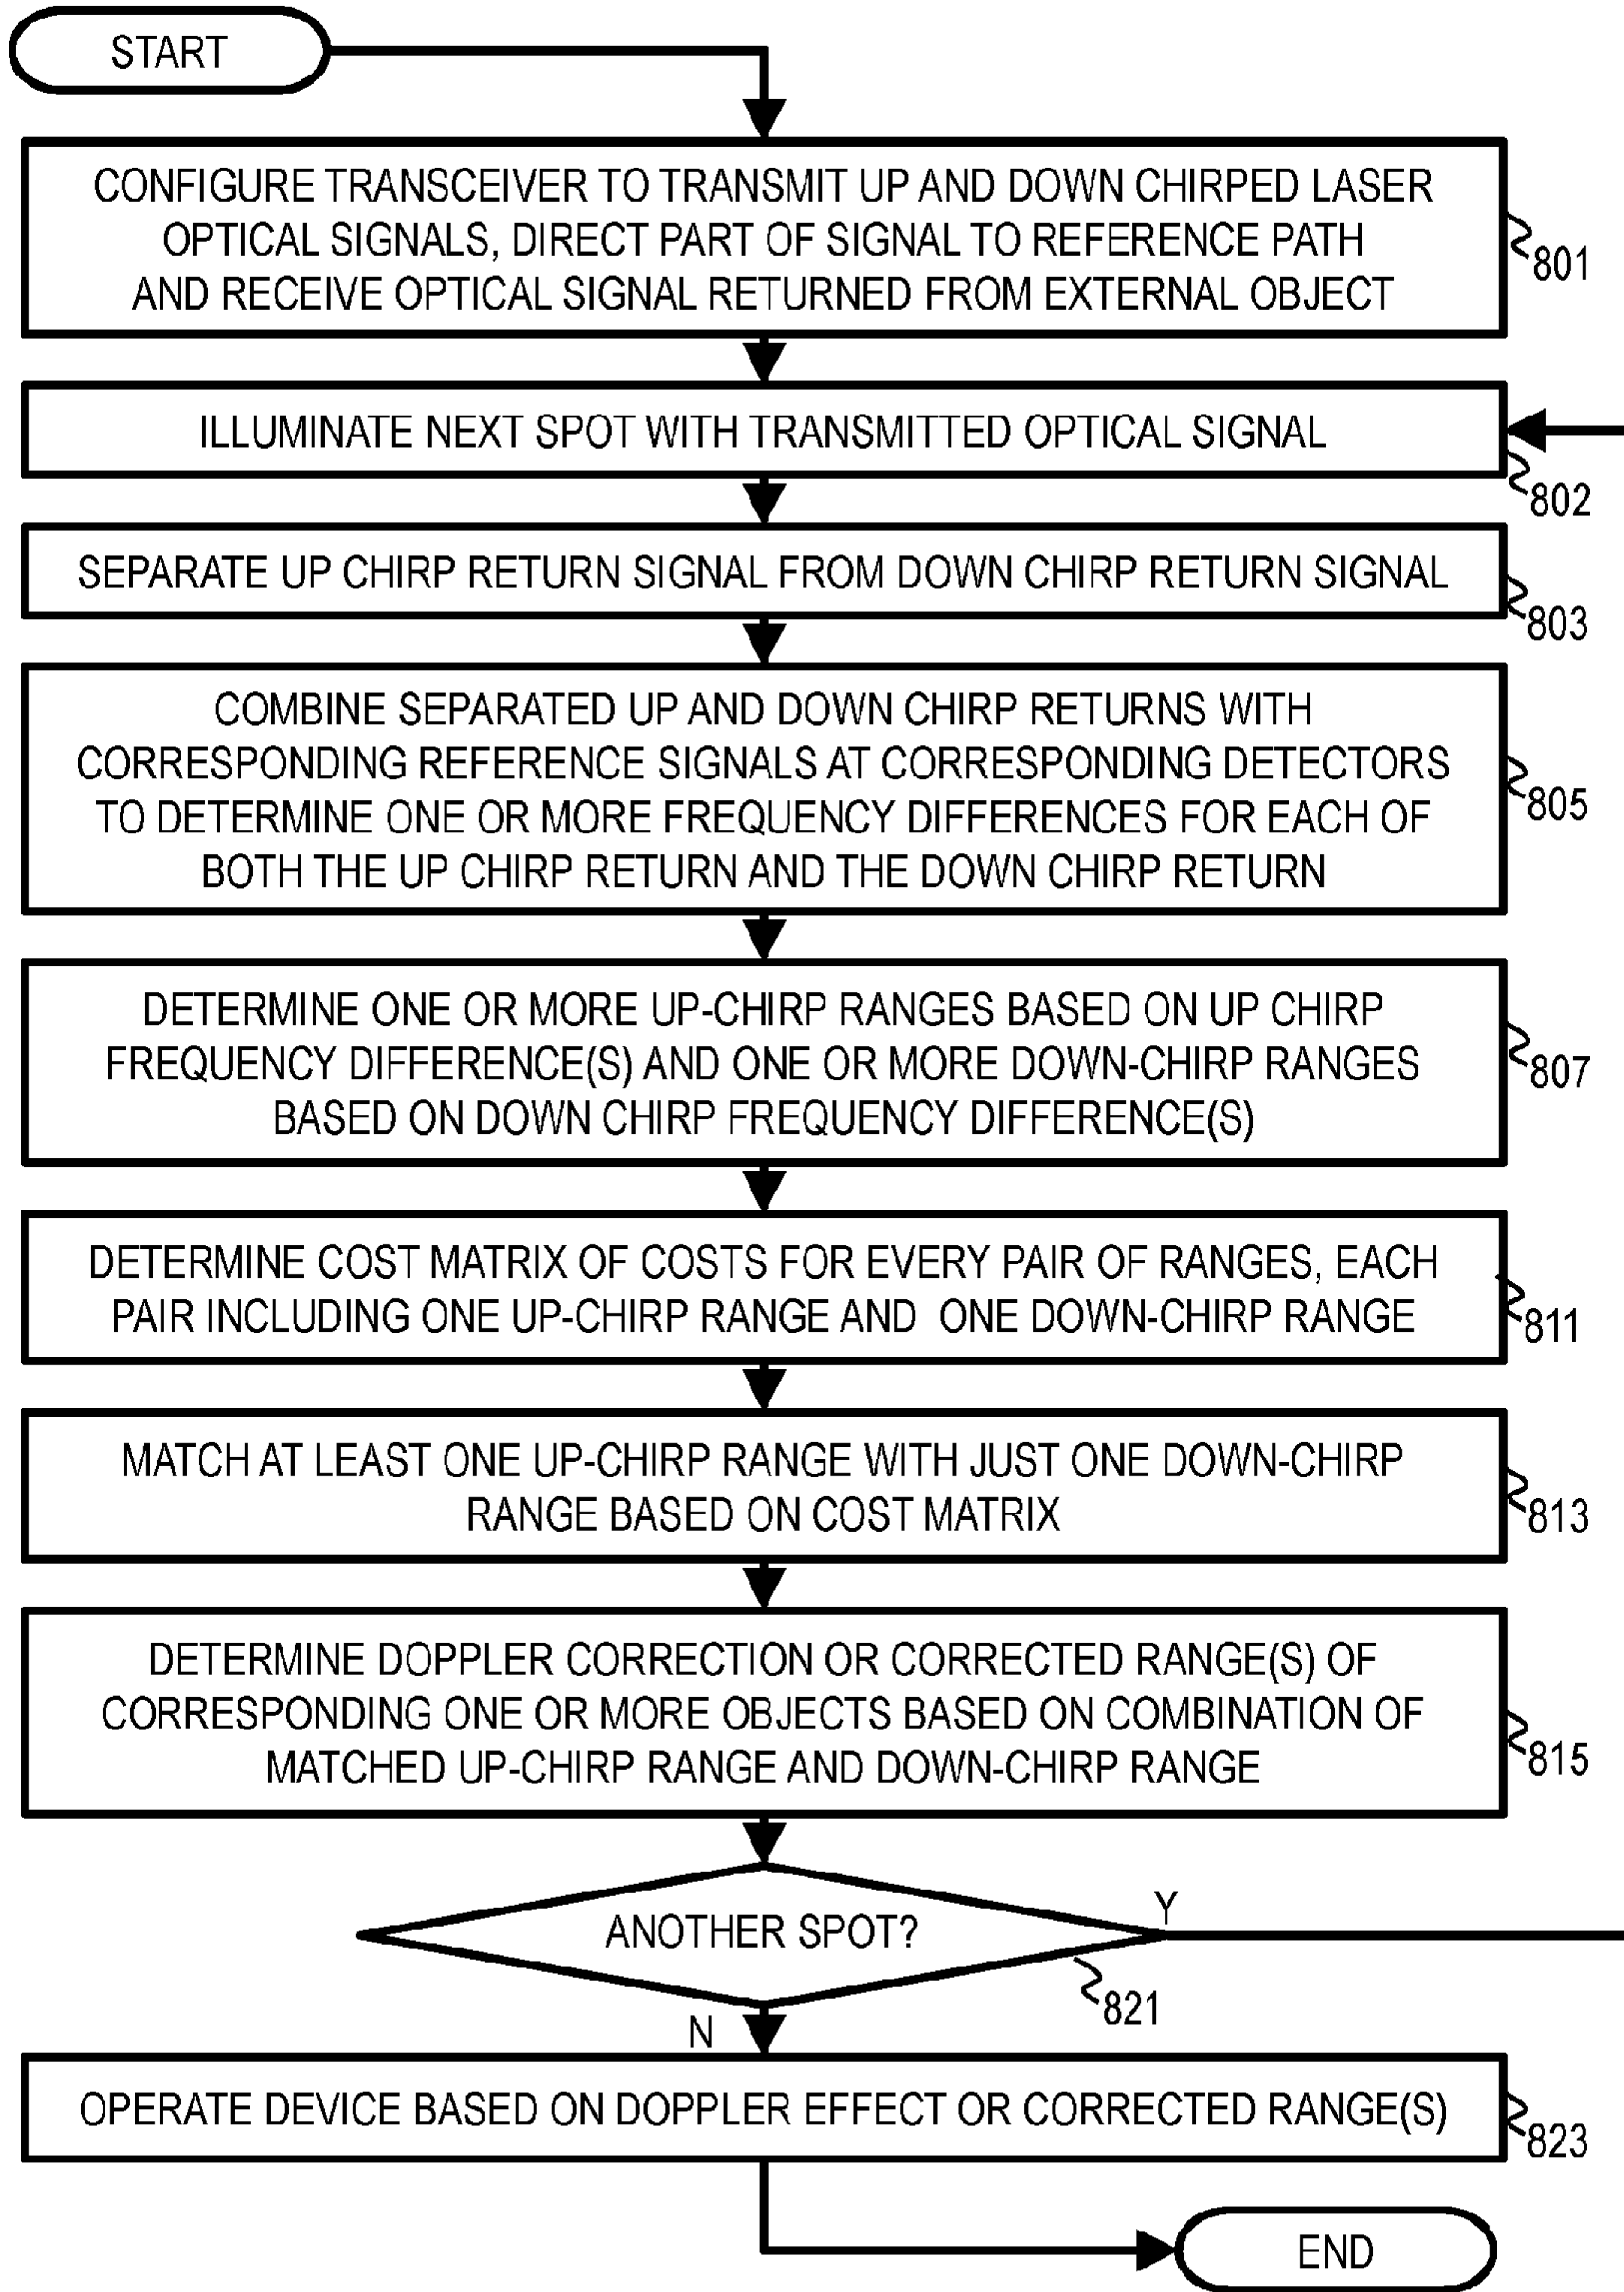 START
CONFIGURE TRANSCEIVER TO TRANSMIT UP AND DOWN CHIRPED LASER
OPTICAL SIGNALS, DIRECT PART OF SIGNAL TO REFERENCE PATH
AND RECEIVE OPTICAL SIGNAL RETURNED FROM EXTERNAL OBJECT
801
ILLUMINATE NEXT SPOT WITH TRANSMITTED OPTICAL SIGNAL
802
SEPARATE UP CHIRP RETURN SIGNAL FROM DOWN CHIRP RETURN SIGNAL
803
COMBINE SEPARATED UP AND DOWN CHIRP RETURNS WITH
CORRESPONDING REFERENCE SIGNALS AT CORRESPONDING DETECTORS
TO DETERMINE ONE OR MORE FREQUENCY DIFFERENCES FOR EACH OF
BOTH THE UP CHIRP RETURN AND THE DOWN CHIRP RETURN
805
DETERMINE ONE OR MORE UP-CHIRP RANGES BASED ON UP CHIRP
FREQUENCY DIFFERENCE(S) AND ONE OR MORE DOWN-CHIRP RANGES
BASED ON DOWN CHIRP FREQUENCY DIFFERENCE(S)
807
DETERMINE COST MATRIX OF COSTS FOR EVERY PAIR OF RANGES, EACH
PAIR INCLUDING ONE UP-CHIRP RANGE AND ONE DOWN-CHIRP RANGE
811
MATCH AT LEAST ONE UP-CHIRP RANGE WITH JUST ONE DOWN-CHIRP
RANGE BASED ON COST MATRIX
813
DETERMINE DOPPLER CORRECTION OR CORRECTED RANGE(S) OF
CORRESPONDING ONE OR MORE OBJECTS BASED ON COMBINATION OF
MATCHED UP-CHIRP RANGE AND DOWN-CHIRP RANGE
815
ANOTHER SPOT?
Y
821
N
OPERATE DEVICE BASED ON DOPPLER EFFECT OR CORRECTED RANGE(S)
823
END